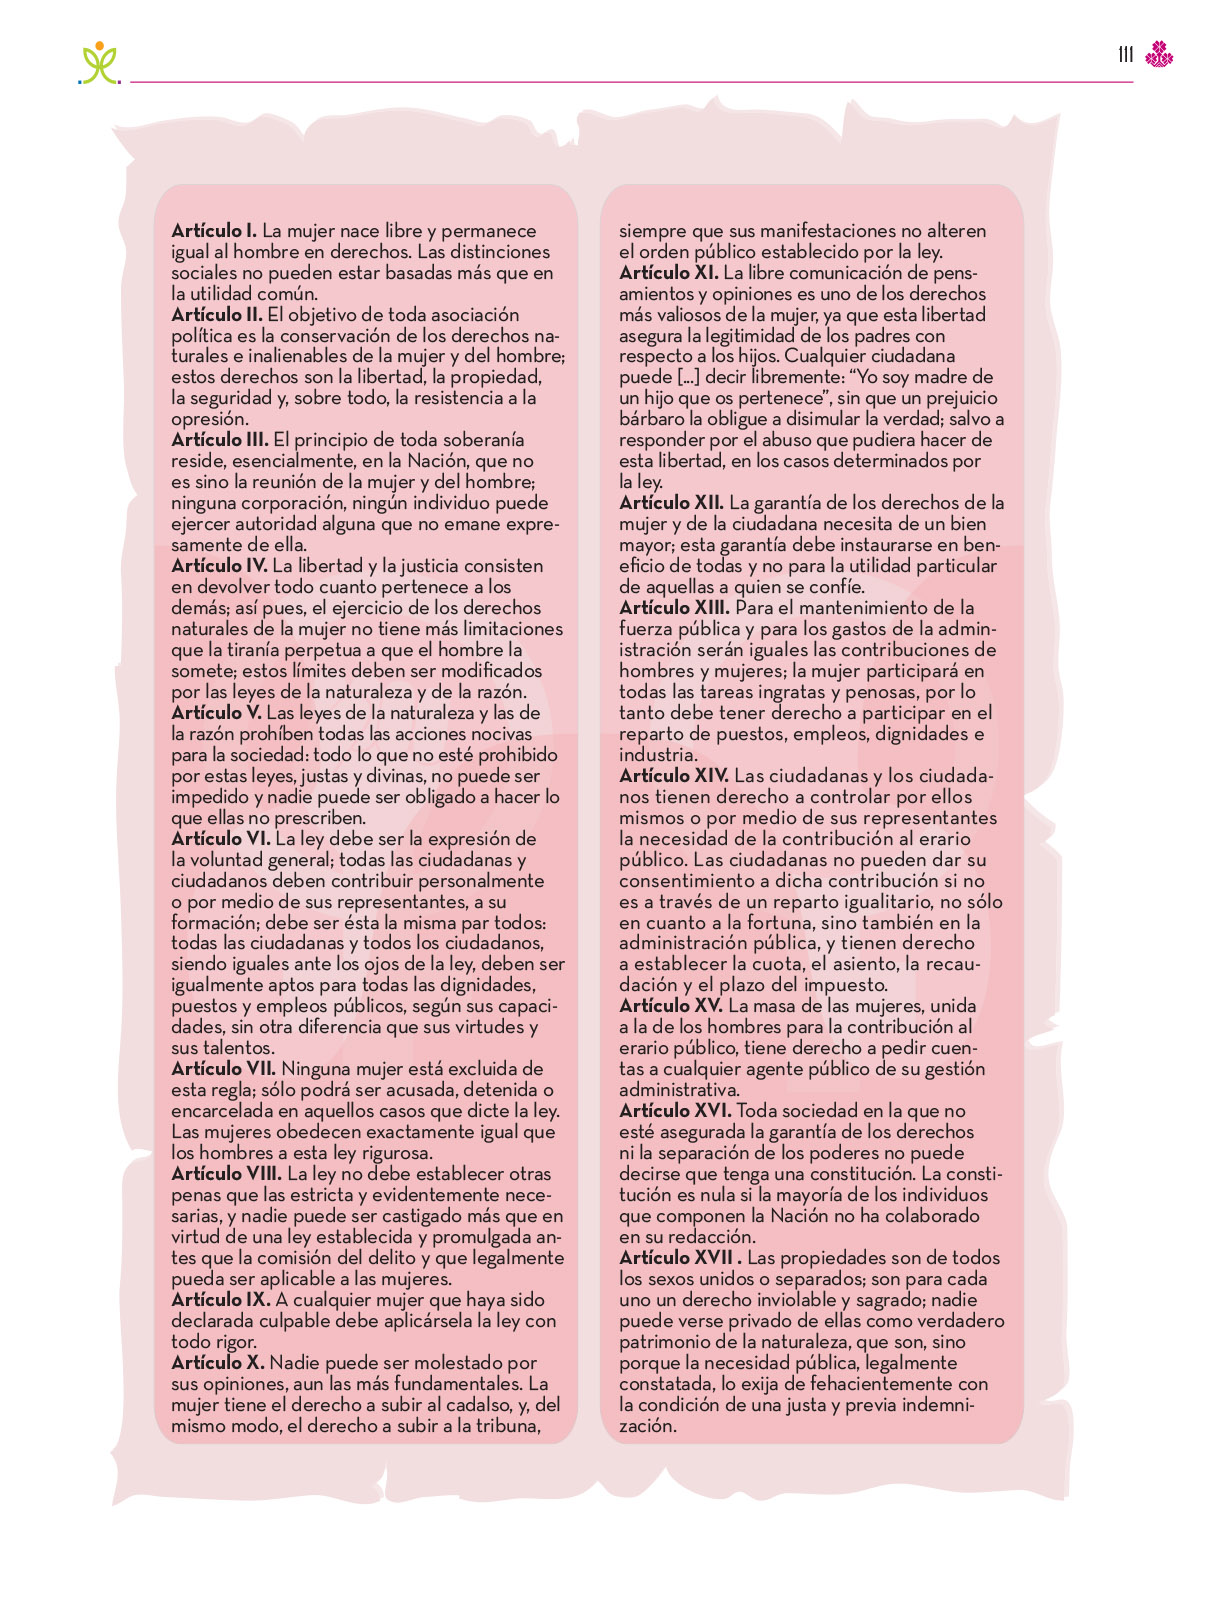 111
Artículo I. La mujer nace libre y permanece
igual al hombre en derechos. Las distinciones
sociales no pueden estar basadas más que en
la utilidad común.
Artículo II. El objetivo de toda asociación
política es la conservación de los derechos na-
turales e inalienables de la mujer y del hombre;
estos derechos son la libertad, la propiedad,
la seguridad y, sobre todo, la resistencia a la
opresión.
Artículo III. El principio de toda soberanía
reside, esencialmente, en la Nación, que no
es sino la reunión de la mujer y del hombre;
ninguna corporación, ningún individuo puede
ejercer autoridad alguna que no emane expre-
samente de ella.
Artículo IV. La libertad y la justicia consisten
en devolver todo cuanto pertenece a los
demás; así pues, el ejercicio de los derechos
naturales de la mujer no tiene más limitaciones
que la tiranía perpetua a que el hombre la
somete; estos límites deben ser modificados
por las leyes de la naturaleza y de la razón.
Artículo V. Las leyes de la naturaleza y las de
la razón prohíben todas las acciones nocivas
para la sociedad: todo lo que no esté prohibido
por estas leyes, justas y divinas, no puede ser
impedido y nadie puede ser obligado a hacer lo
que ellas no prescriben.
Artículo VI. La ley debe ser la expresión de
la voluntad general; todas las ciudadanas y
ciudadanos deben contribuir personalmente
o por medio de sus representantes, a su
formación; debe ser ésta la misma par todos:
todas las ciudadanas y todos los ciudadanos,
siendo iguales ante los ojos de la ley, deben ser
igualmente aptos para todas las dignidades,
puestos y empleos públicos, según sus capaci-
dades, sin otra diferencia que sus virtudes y
sus talentos.
Artículo VII. Ninguna mujer está excluida de
esta regla; sólo podrá ser acusada, detenida o
encarcelada en aquellos casos que dicte la ley.
Las mujeres obedecen exactamente igual que
los hombres a esta ley rigurosa.
Artículo VIII. La ley no debe establecer otras
penas que las estricta y evidentemente nece-
sarias, y nadie puede ser castigado más que en
virtud de una ley establecida y promulgada an-
tes que la comisión del delito y que legalmente
pueda ser aplicable a las mujeres.
Artículo IX. A cualquier mujer que haya sido
declarada culpable debe aplicársela la ley con
todo rigor.
Artículo X. Nadie puede ser molestado por
sus opiniones, aun las más fundamentales. La
mujer tiene el derecho a subir al cadalso, y, del
mismo modo, el derecho a subir a la tribuna,
siempre que sus manifestaciones no alteren
el orden público establecido por la ley.
Artículo XI. La libre comunicación de pens-
amientos y opiniones es uno de los derechos
más valiosos de la mujer, ya que esta libertad
asegura la legitimidad de los padres con
respecto a los hijos. Cualquier ciudadana
puede [...] decir libremente: “Yo soy madre de
un hijo que os pertenece”, sin que un prejuicio
bárbaro la obligue a disimular la verdad; salvo a
responder por el abuso que pudiera hacer de
esta libertad, en los casos determinados por
la ley.
Artículo XII. La garantía de los derechos de la
mujer y de la ciudadana necesita de un bien
mayor; esta garantía debe instaurarse en ben-
eficio de todas y no para la utilidad particular
de aquellas a quien se confíe.
Artículo XIII. Para el mantenimiento de la
fuerza pública y para los gastos de la admin-
istración serán iguales las contribuciones de
hombres y mujeres; la mujer participará en
todas las tareas ingratas y penosas, por lo
tanto debe tener derecho a participar en el
reparto de puestos, empleos, dignidades e
industria.
Artículo XIV. Las ciudadanas y los ciudada-
nos tienen derecho a controlar por ellos
mismos o por medio de sus representantes
la necesidad de la contribución al erario
público. Las ciudadanas no pueden dar su
consentimiento a dicha contribución si no
es a través de un reparto igualitario, no sólo
en cuanto a la fortuna, sino también en la
administración pública, y tienen derecho
a establecer la cuota, el asiento, la recau-
dación y el plazo del impuesto.
Artículo XV. La masa de las mujeres, unida
a la de los hombres para la contribución al
erario público, tiene derecho a pedir cuen-
tas a cualquier agente público de su gestión
administrativa.
Artículo XVI. Toda sociedad en la que no
esté asegurada la garantía de los derechos
ni la separación de los poderes no puede
decirse que tenga una constitución. La consti-
tución es nula si la mayoría de los individuos
que componen la Nación no ha colaborado
en su redacción.
Artículo XVII . Las propiedades son de todos
los sexos unidos o separados; son para cada
uno un derecho inviolable y sagrado; nadie
puede verse privado de ellas como verdadero
patrimonio de la naturaleza, que son, sino
porque la necesidad pública, legalmente
constatada, lo exija de fehacientemente con
la condición de una justa y previa indemni-
zación.